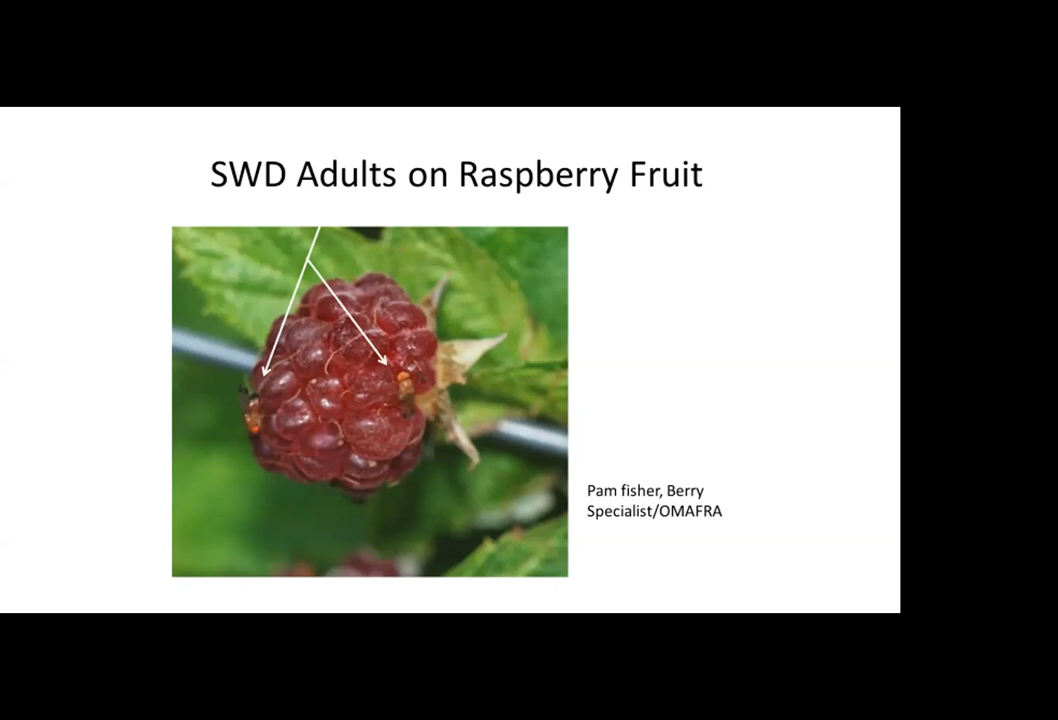 SWD Adults on Raspberry Fruit
Pam fisher, Berry
Specialist/OMAFRA